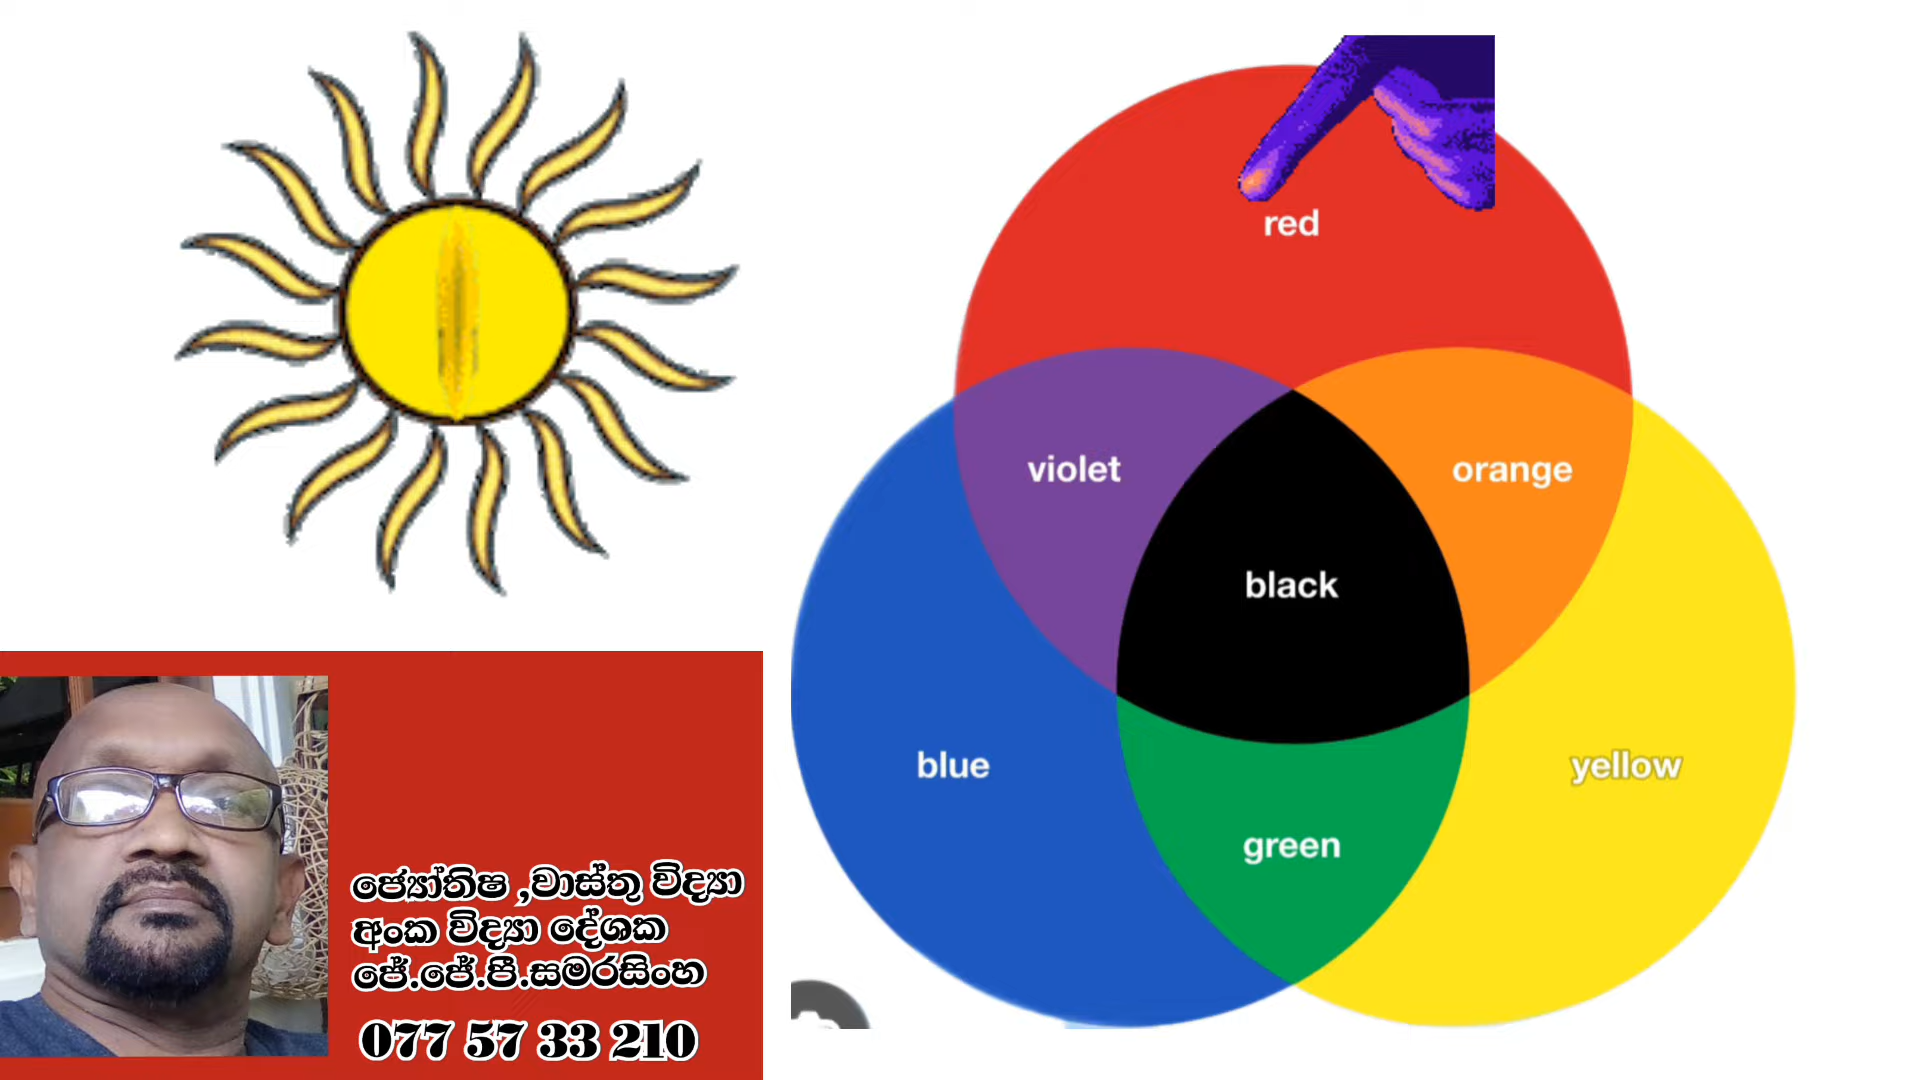 red
violet
orange
black
blue
yellow
green
ජ්‍යෝතිෂ ,වාස්තු විද්‍යා
අංක විද්‍යා දේශක
ජේ.ජේ.පී.සමරසිංහ
077 57 33 210